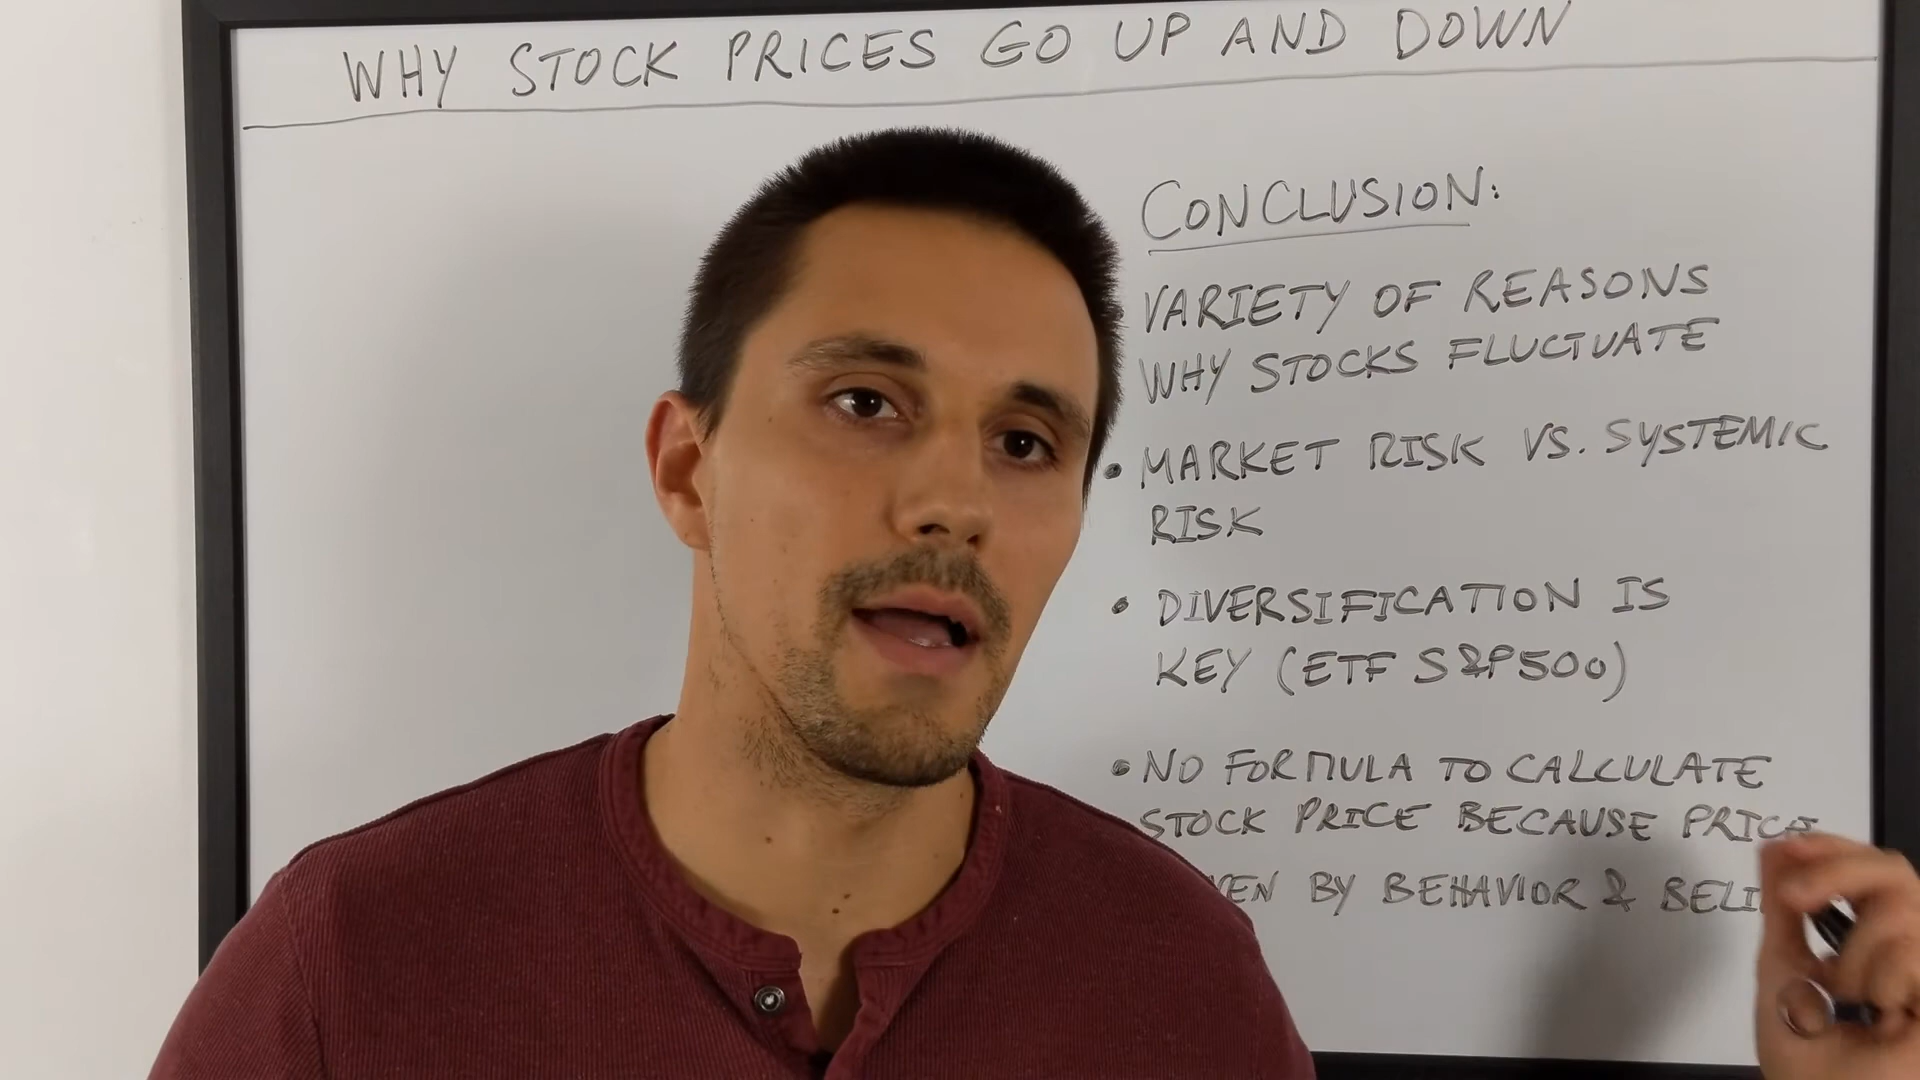 WHY STOCK PRICES GO UP AND DOWN
CONCLUSION:
VARIETY OF REASONS
WHY STOCKS FLUCTUATE
• MARKET RISK VS. SYSTEMIC
RISK
• DIVERSIFICATION IS
KEY (ETF S&P500)
• NO FORMULA TO CALCULATE
STOCK PRICE BECAUSE PRICE
BY BEHAVIOR &